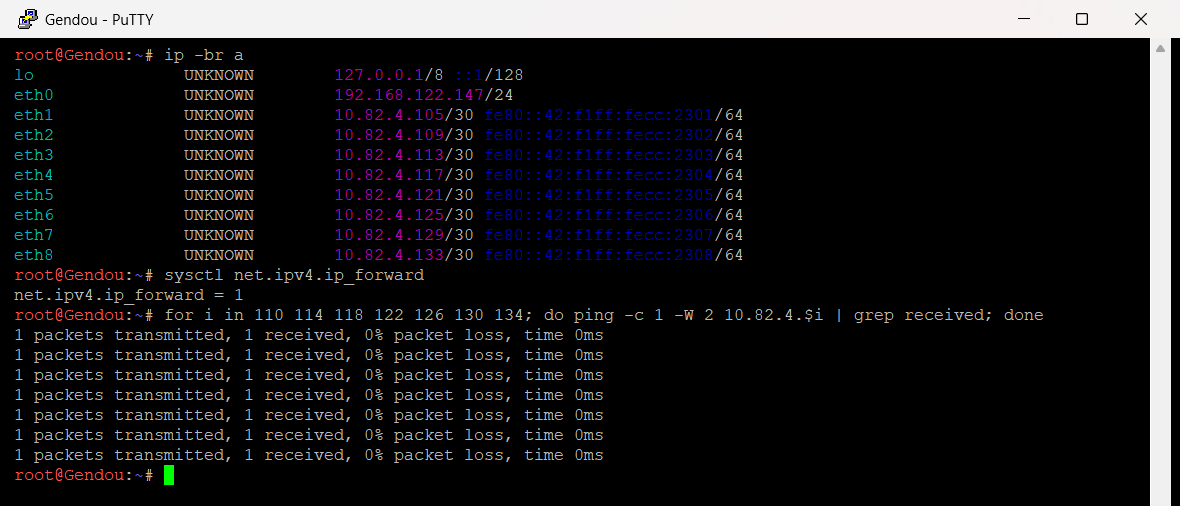 Gendou - PuTTY
root@Gendou:~# ip -br a
lo UNKNOWN 127.0.0.1/8 ::1/128
eth0 UNKNOWN 192.168.122.147/24
eth1 UNKNOWN 10.82.4.105/30 fe80::42:f1ff:fecc:2301/64
eth2 UNKNOWN 10.82.4.109/30 fe80::42:f1ff:fecc:2302/64
eth3 UNKNOWN 10.82.4.113/30 fe80::42:f1ff:fecc:2303/64
eth4 UNKNOWN 10.82.4.117/30 fe80::42:f1ff:fecc:2304/64
eth5 UNKNOWN 10.82.4.121/30 fe80::42:f1ff:fecc:2305/64
eth6 UNKNOWN 10.82.4.125/30 fe80::42:f1ff:fecc:2306/64
eth7 UNKNOWN 10.82.4.129/30 fe80::42:f1ff:fecc:2307/64
eth8 UNKNOWN 10.82.4.133/30 fe80::42:f1ff:fecc:2308/64
root@Gendou:~# sysctl net.ipv4.ip_forward
net.ipv4.ip_forward = 1
root@Gendou:~# for i in 110 114 118 122 126 130 134; do ping -c 1 -W 2 10.82.4.$i | grep received; done
1 packets transmitted, 1 received, 0% packet loss, time 0ms
1 packets transmitted, 1 received, 0% packet loss, time 0ms
1 packets transmitted, 1 received, 0% packet loss, time 0ms
1 packets transmitted, 1 received, 0% packet loss, time 0ms
1 packets transmitted, 1 received, 0% packet loss, time 0ms
1 packets transmitted, 1 received, 0% packet loss, time 0ms
1 packets transmitted, 1 received, 0% packet loss, time 0ms
root@Gendou:~#